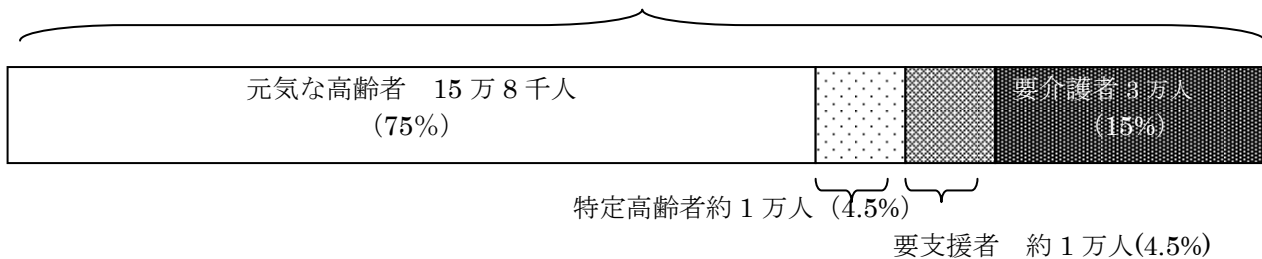 元気な高齢者　15 万 8 千人
（75%）
要介護者 3 万人
（15%）
特定高齢者約 1 万人（4.5%）
要支援者　約 1 万人(4.5%)